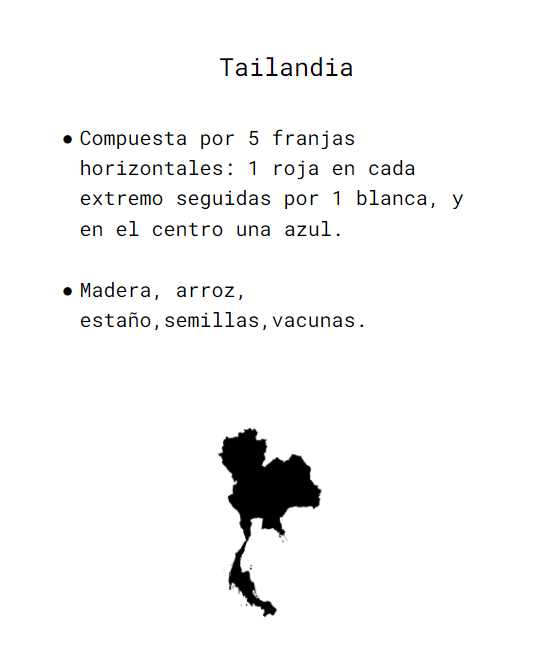 Tailandia
● Compuesta por 5 franjas
horizontales: 1 roja en cada
extremo seguidas por 1 blanca, y
en el centro una azul.
● Madera, arroz,
estaño,semillas,vacunas.